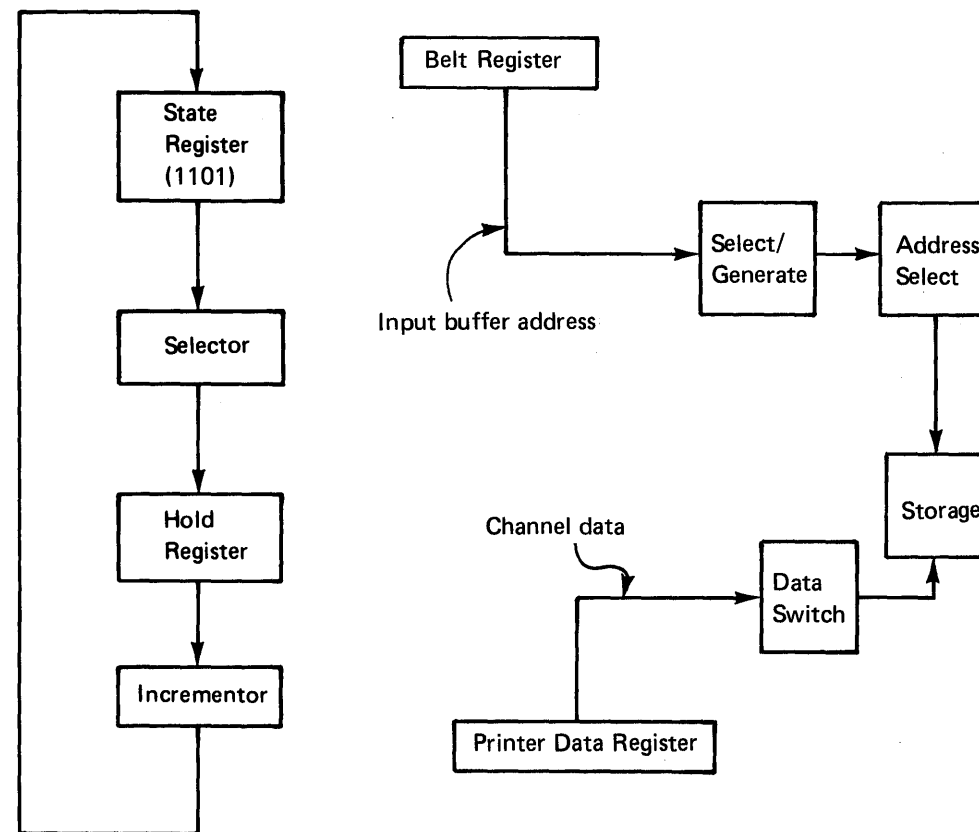 State
Register
(1101)
Selector
Hold
Register
Incrementor
Belt Register
Input buffer address
Select/
Generate
Address
Select
Storage
Channel data
Data
Switch
Printer Data Register